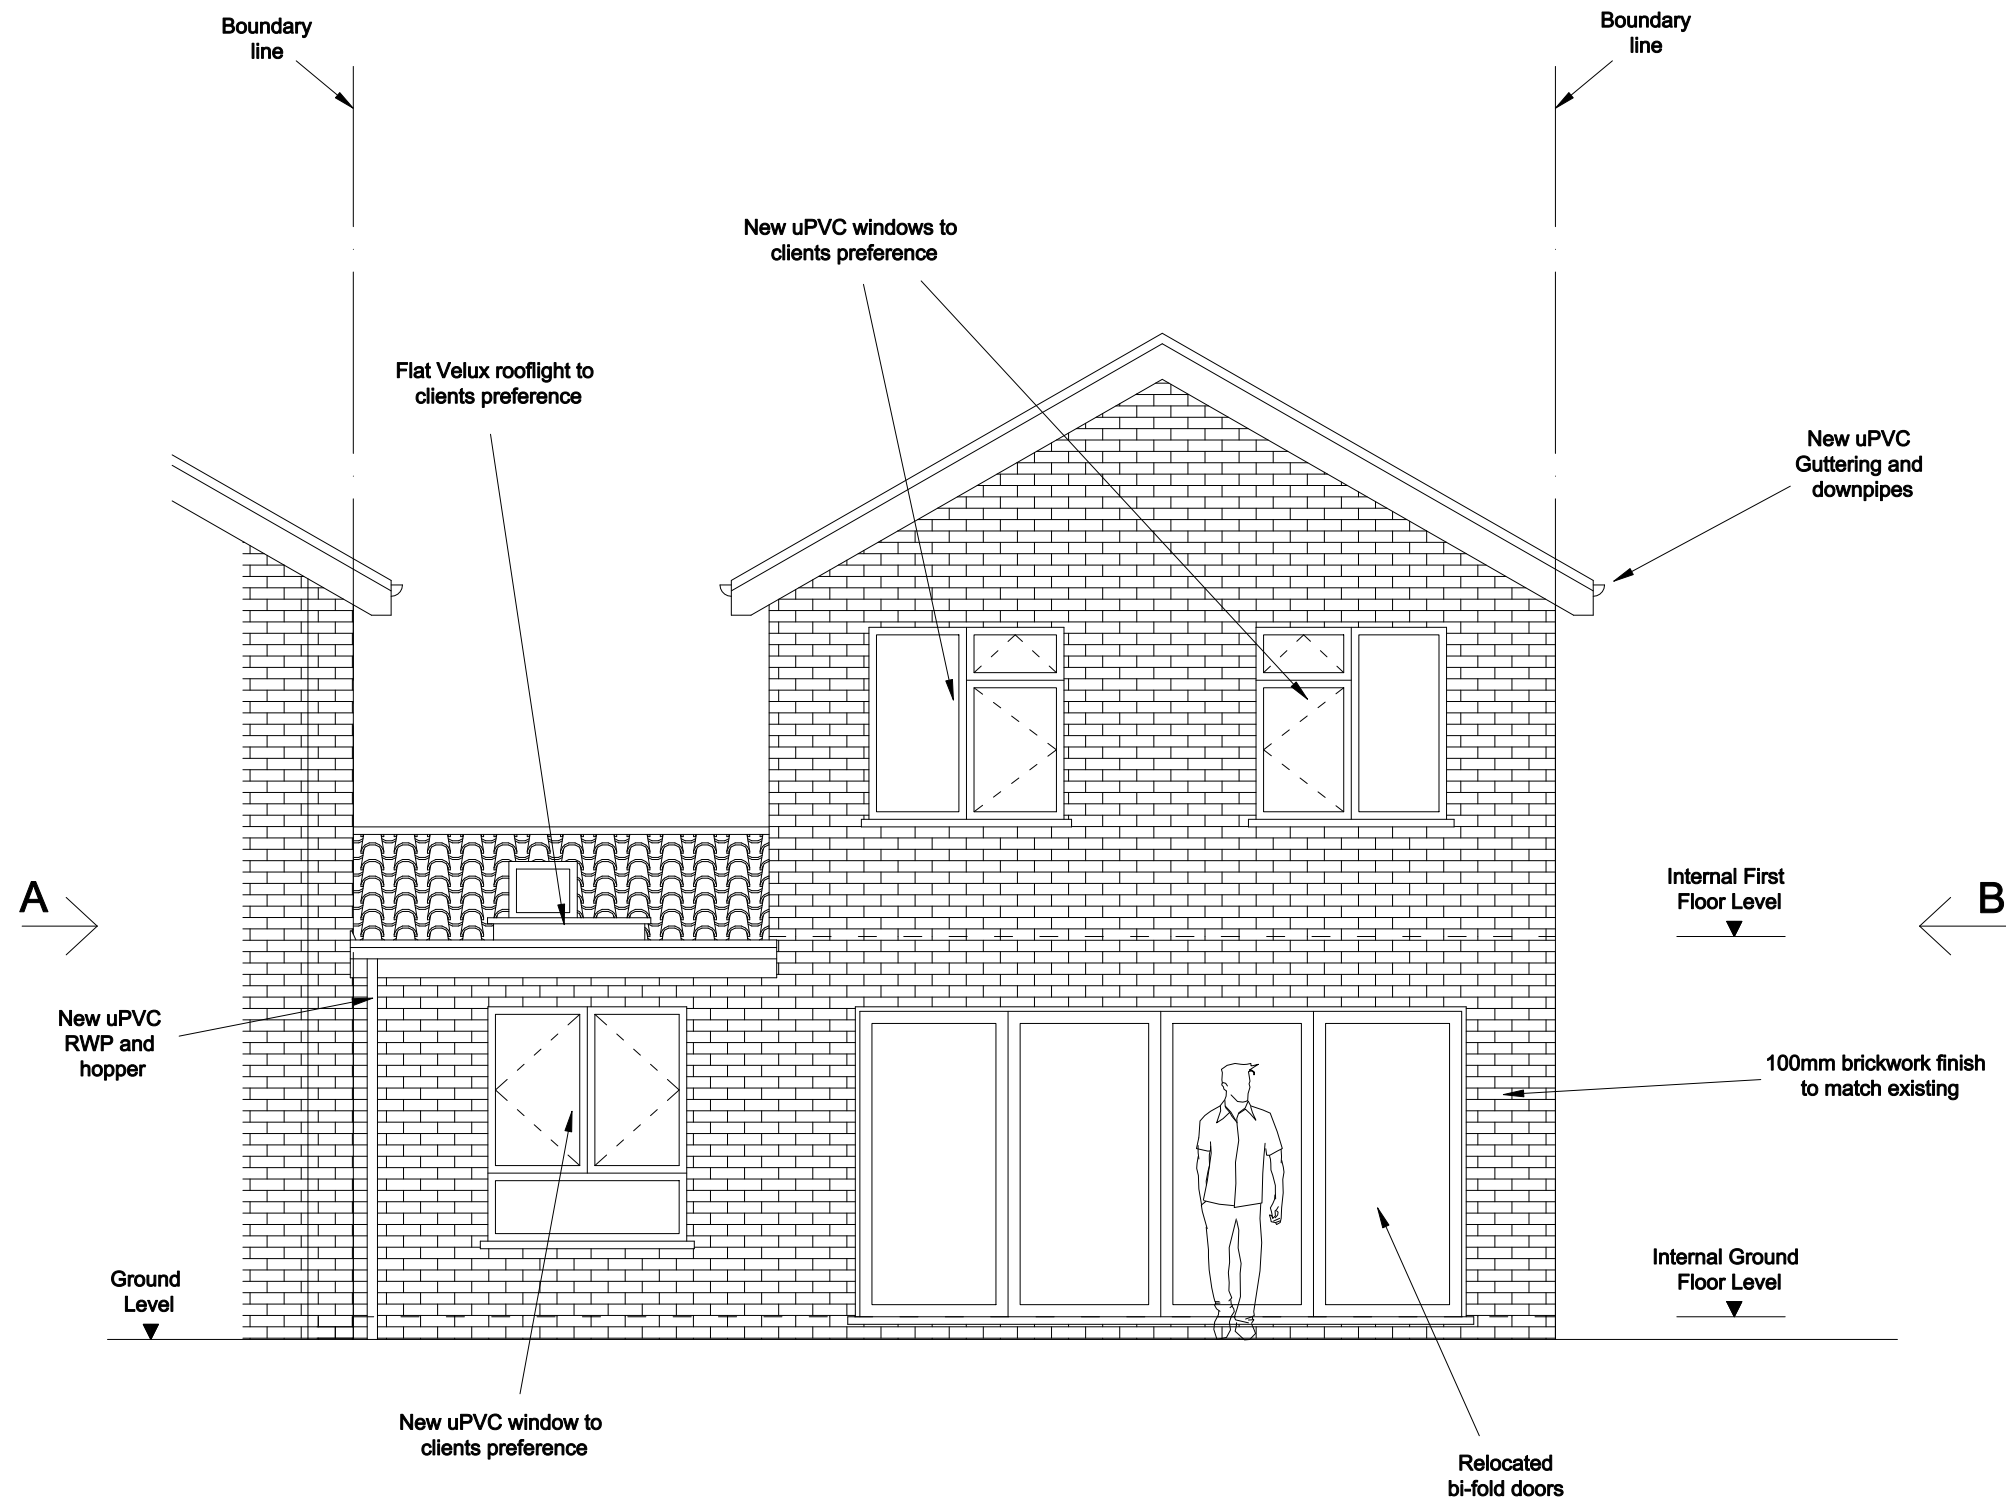 Boundary
line
Boundary
line
New uPVC windows to
clients preference
Flat Velux rooflight to
clients preference
New uPVC
Guttering and
downpipes
Internal First
Floor Level
A
B
New uPVC
RWP and
hopper
100mm brickwork finish
to match existing
Internal Ground
Floor Level
Ground
Level
New uPVC window to
clients preference
Relocated
bi-fold doors